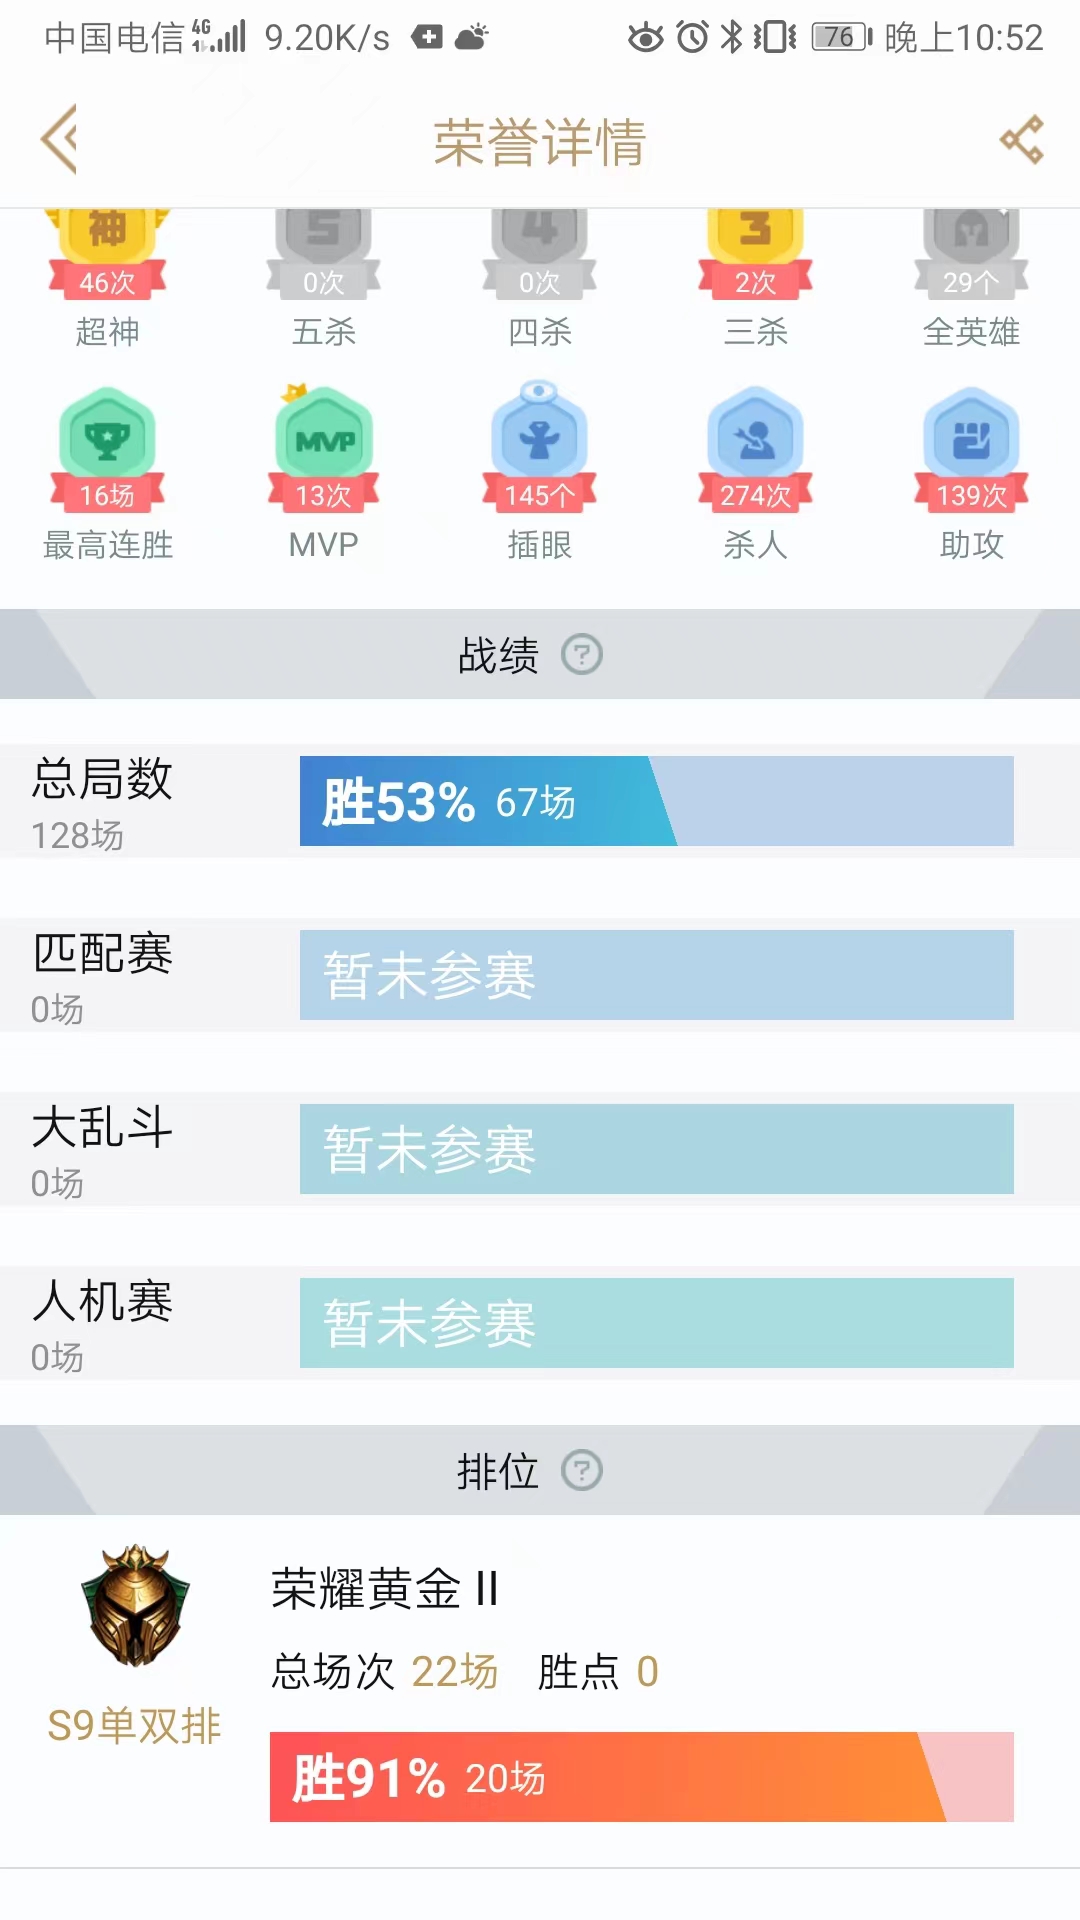 中国电信 4G 9.20K/s 76 晚上10:52
荣誉详情
神 5 4 3
46次 0次 0次 2次 29个
超神 五杀 四杀 三杀 全英雄
MVP
16场 13次 145个 274次 139次
最高连胜 MVP 插眼 杀人 助攻
战绩 ?
总局数
128场
胜53% 67场
匹配赛
0场
暂未参赛
大乱斗
0场
暂未参赛
人机赛
0场
暂未参赛
排位 ?
荣耀黄金 II
总场次 22场 胜点 0
S9单双排
胜91% 20场